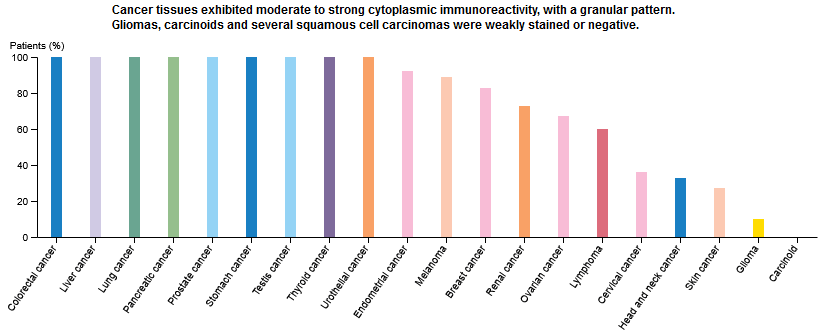 Cancer tissues exhibited moderate to strong cytoplasmic immunoreactivity, with a granular pattern.
Gliomas, carcinoids and several squamous cell carcinomas were weakly stained or negative.
Patients (%)
100
80
60
40
20
0
Colorectal cancer
Liver cancer
Lung cancer
Pancreatic cancer
Prostate cancer
Stomach cancer
Testis cancer
Thyroid cancer
Urothelial cancer
Endometrial cancer
Melanoma
Breast cancer
Renal cancer
Ovarian cancer
Lymphoma
Cervical cancer
Head and neck cancer
Skin cancer
Glioma
Carcinoid